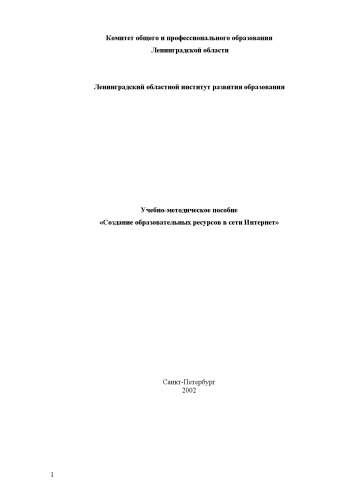 Комитет общего и профессионального образования
Ленинградской области
Ленинградский областной институт развития образования
Учебно-методическое пособие
«Создание образовательных ресурсов в сети Интернет»
Санкт-Петербург
2002
1